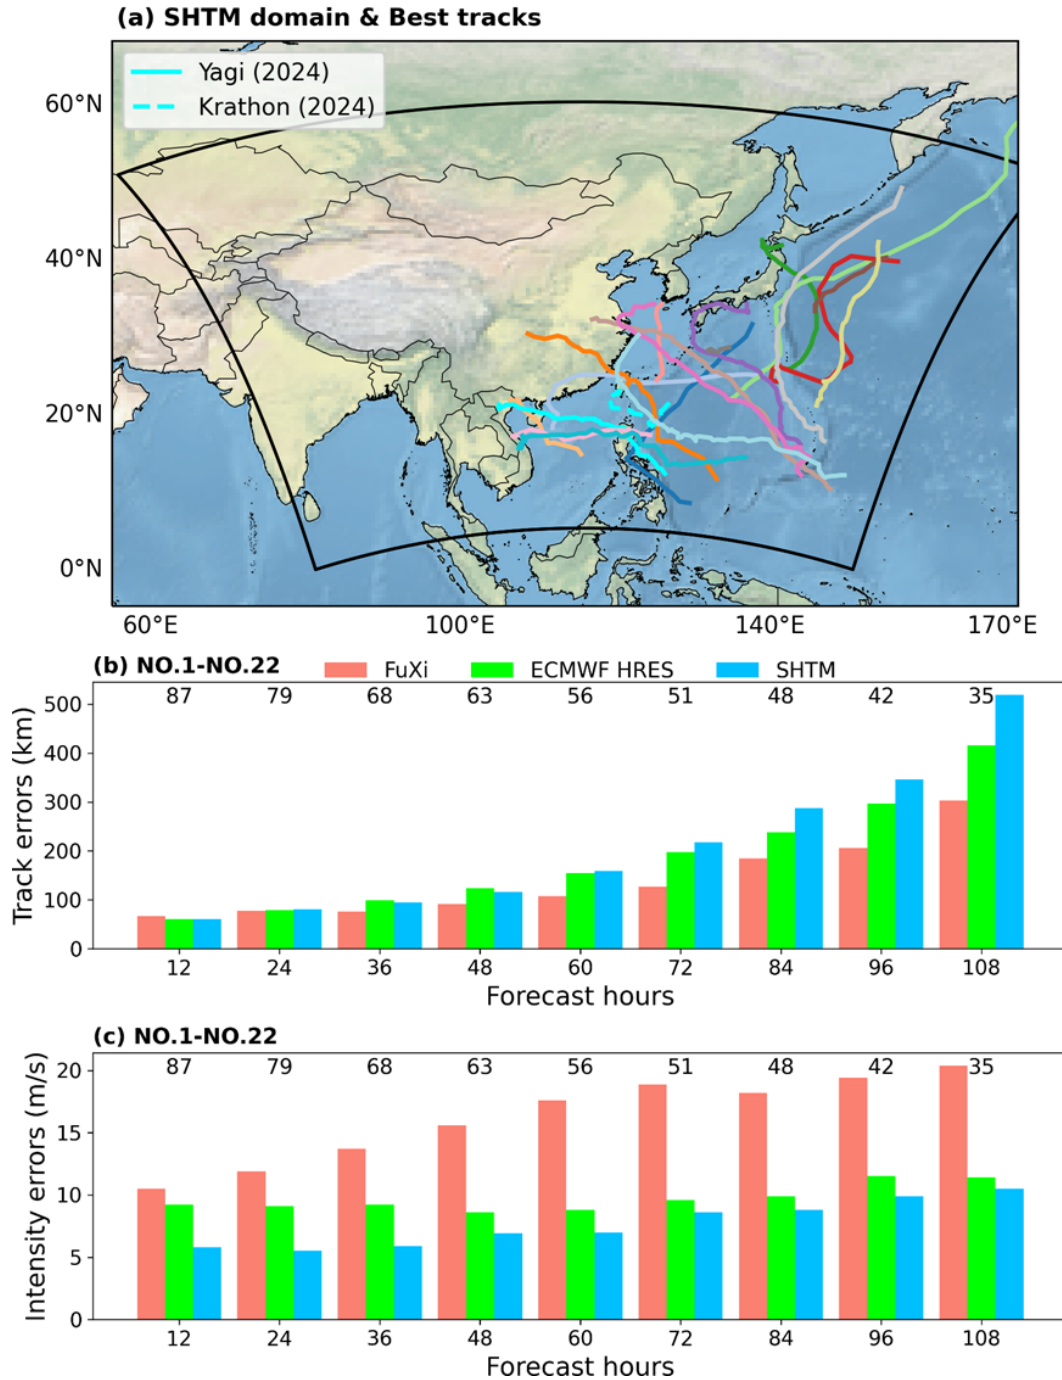 (a) SHTM domain & Best tracks
Yagi (2024)
Krathon (2024)
60°N
40°N
20°N
0°N
60°E 100°E 140°E 170°E
(b) NO.1-NO.22 FuXi ECMWF HRES SHTM
87 79 68 63 56 51 48 42 35
500
400
300
200
100
0
Track errors (km)
12 24 36 48 60 72 84 96 108
Forecast hours
(c) NO.1-NO.22
87 79 68 63 56 51 48 42 35
20
15
10
5
0
Intensity errors (m/s)
12 24 36 48 60 72 84 96 108
Forecast hours